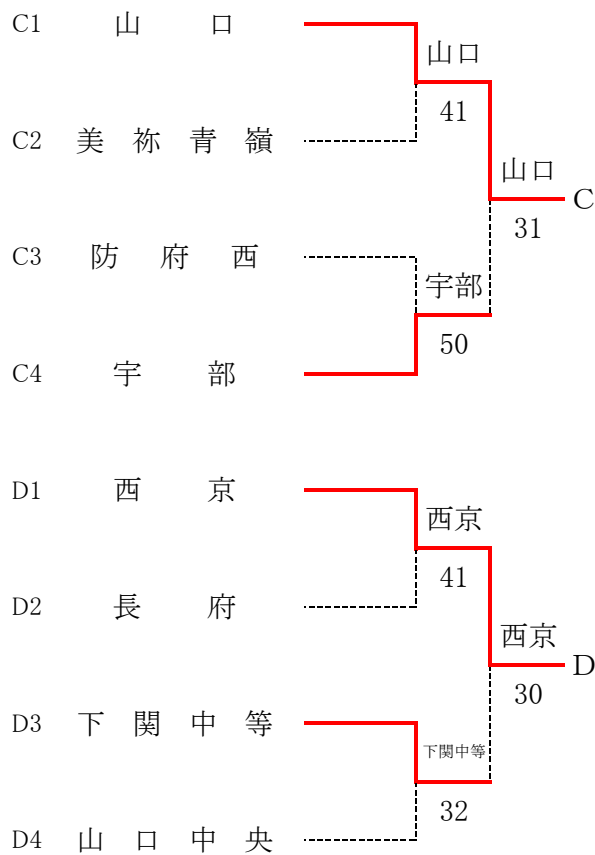 C1 山口
山口
41
C2 美祢青嶺
山口
C
31
C3 防府西
宇部
50
C4 宇部
D1 西京
西京
41
D2 長府
西京
D
30
D3 下関中等
下関中等
32
D4 山口中央